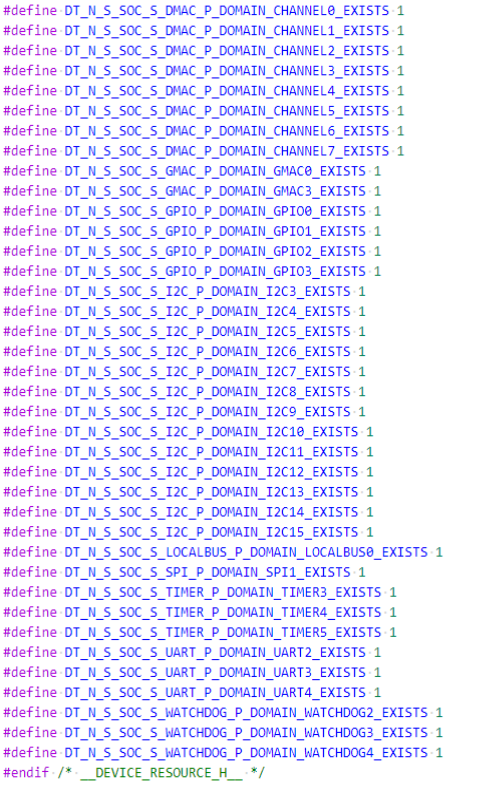 #define DT_N_S_SOC_S_DMAC_P_DOMAIN_CHANNEL0_EXISTS 1
#define DT_N_S_SOC_S_DMAC_P_DOMAIN_CHANNEL1_EXISTS 1
#define DT_N_S_SOC_S_DMAC_P_DOMAIN_CHANNEL2_EXISTS 1
#define DT_N_S_SOC_S_DMAC_P_DOMAIN_CHANNEL3_EXISTS 1
#define DT_N_S_SOC_S_DMAC_P_DOMAIN_CHANNEL4_EXISTS 1
#define DT_N_S_SOC_S_DMAC_P_DOMAIN_CHANNEL5_EXISTS 1
#define DT_N_S_SOC_S_DMAC_P_DOMAIN_CHANNEL6_EXISTS 1
#define DT_N_S_SOC_S_DMAC_P_DOMAIN_CHANNEL7_EXISTS 1
#define DT_N_S_SOC_S_GMAC_P_DOMAIN_GMAC0_EXISTS 1
#define DT_N_S_SOC_S_GMAC_P_DOMAIN_GMAC3_EXISTS 1
#define DT_N_S_SOC_S_GPIO_P_DOMAIN_GPIO0_EXISTS 1
#define DT_N_S_SOC_S_GPIO_P_DOMAIN_GPIO1_EXISTS 1
#define DT_N_S_SOC_S_GPIO_P_DOMAIN_GPIO2_EXISTS 1
#define DT_N_S_SOC_S_GPIO_P_DOMAIN_GPIO3_EXISTS 1
#define DT_N_S_SOC_S_I2C_P_DOMAIN_I2C3_EXISTS 1
#define DT_N_S_SOC_S_I2C_P_DOMAIN_I2C4_EXISTS 1
#define DT_N_S_SOC_S_I2C_P_DOMAIN_I2C5_EXISTS 1
#define DT_N_S_SOC_S_I2C_P_DOMAIN_I2C6_EXISTS 1
#define DT_N_S_SOC_S_I2C_P_DOMAIN_I2C7_EXISTS 1
#define DT_N_S_SOC_S_I2C_P_DOMAIN_I2C8_EXISTS 1
#define DT_N_S_SOC_S_I2C_P_DOMAIN_I2C9_EXISTS 1
#define DT_N_S_SOC_S_I2C_P_DOMAIN_I2C10_EXISTS 1
#define DT_N_S_SOC_S_I2C_P_DOMAIN_I2C11_EXISTS 1
#define DT_N_S_SOC_S_I2C_P_DOMAIN_I2C12_EXISTS 1
#define DT_N_S_SOC_S_I2C_P_DOMAIN_I2C13_EXISTS 1
#define DT_N_S_SOC_S_I2C_P_DOMAIN_I2C14_EXISTS 1
#define DT_N_S_SOC_S_I2C_P_DOMAIN_I2C15_EXISTS 1
#define DT_N_S_SOC_S_LOCALBUS_P_DOMAIN_LOCALBUS0_EXISTS 1
#define DT_N_S_SOC_S_SPI_P_DOMAIN_SPI1_EXISTS 1
#define DT_N_S_SOC_S_TIMER_P_DOMAIN_TIMER3_EXISTS 1
#define DT_N_S_SOC_S_TIMER_P_DOMAIN_TIMER4_EXISTS 1
#define DT_N_S_SOC_S_TIMER_P_DOMAIN_TIMER5_EXISTS 1
#define DT_N_S_SOC_S_UART_P_DOMAIN_UART2_EXISTS 1
#define DT_N_S_SOC_S_UART_P_DOMAIN_UART3_EXISTS 1
#define DT_N_S_SOC_S_UART_P_DOMAIN_UART4_EXISTS 1
#define DT_N_S_SOC_S_WATCHDOG_P_DOMAIN_WATCHDOG2_EXISTS 1
#define DT_N_S_SOC_S_WATCHDOG_P_DOMAIN_WATCHDOG3_EXISTS 1
#define DT_N_S_SOC_S_WATCHDOG_P_DOMAIN_WATCHDOG4_EXISTS 1
#endif /* __DEVICE_RESOURCE_H__ */